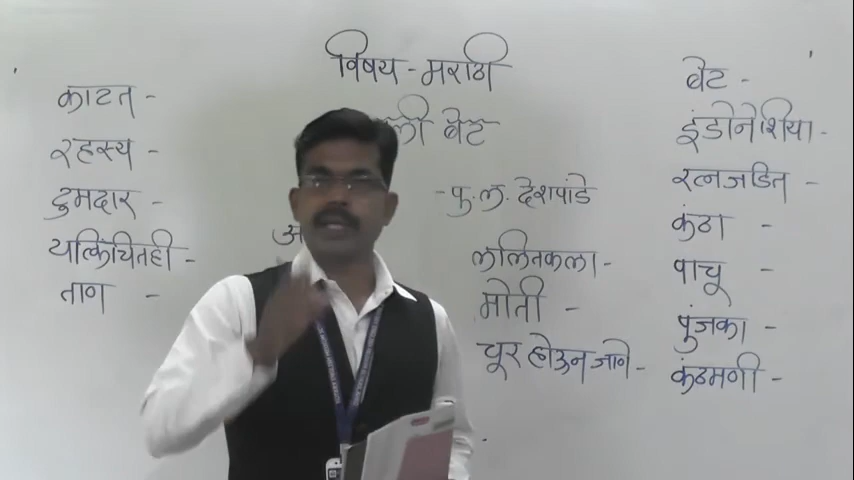 विषय - मराठी
ली बेट
- पु. ल. देशपांडे
काटत -
रहस्य -
दुमदार -
यत्किंचितही -
ताण -
अ
ललितकला -
मोती -
चूर होऊन जाणे -
बेट -
इंडोनेशिया -
रत्नजडित -
कंठा -
पाचू -
पुंजका -
कंठमणी -